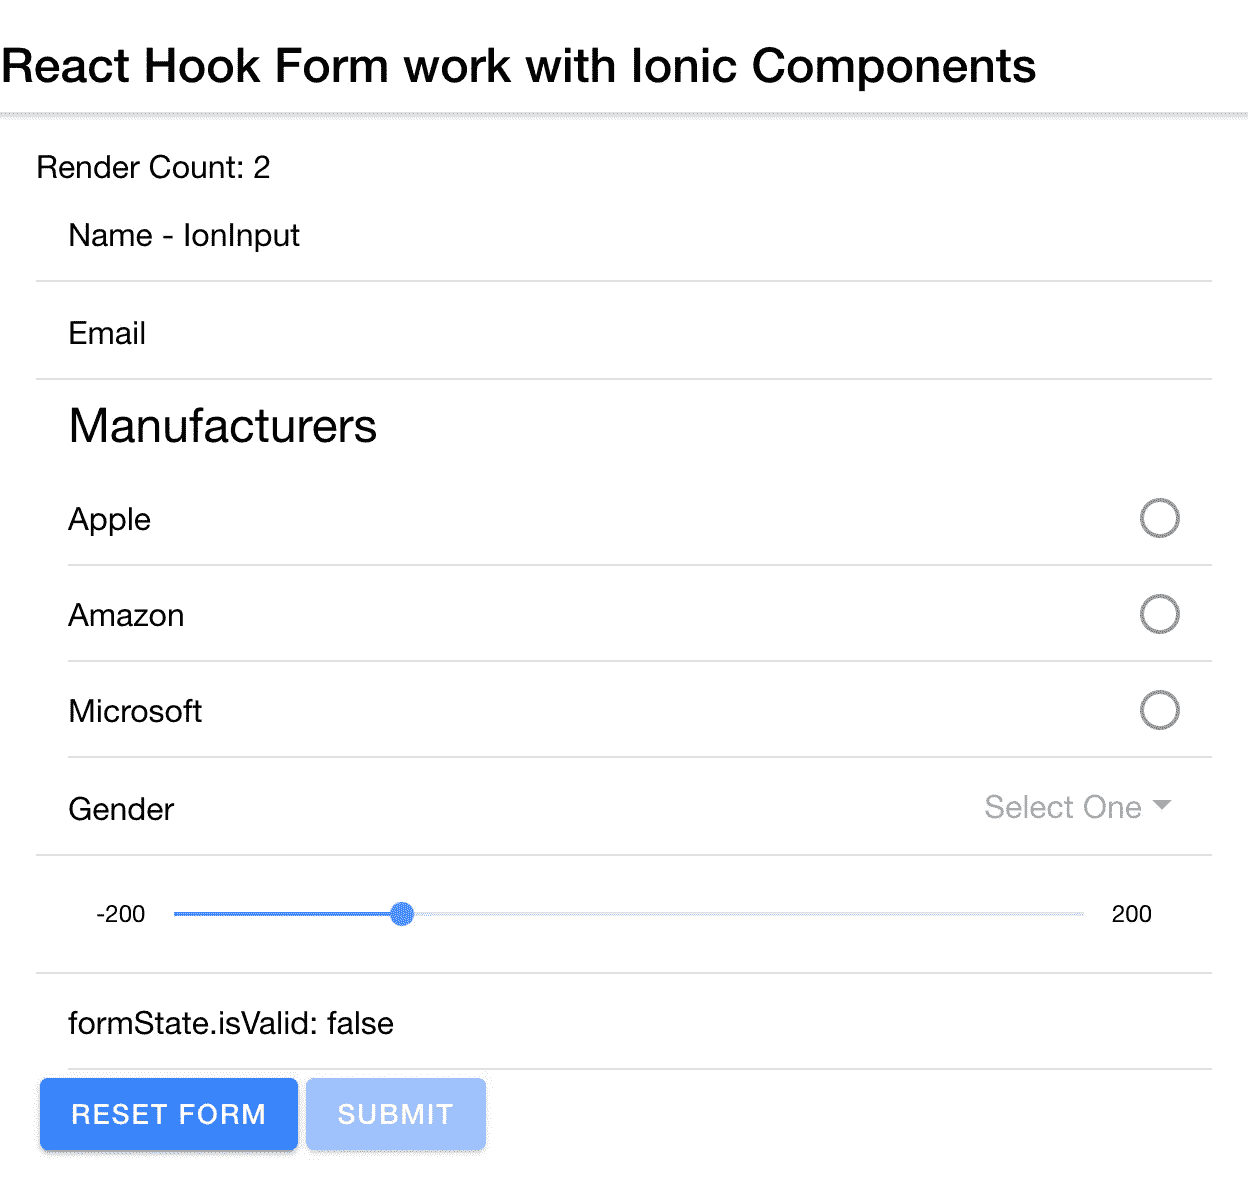 React Hook Form work with Ionic Components
Render Count: 2
Name - IonInput
Email
Manufacturers
Apple
Amazon
Microsoft
Gender Select One
-200 200
formState.isValid: false
RESET FORM SUBMIT